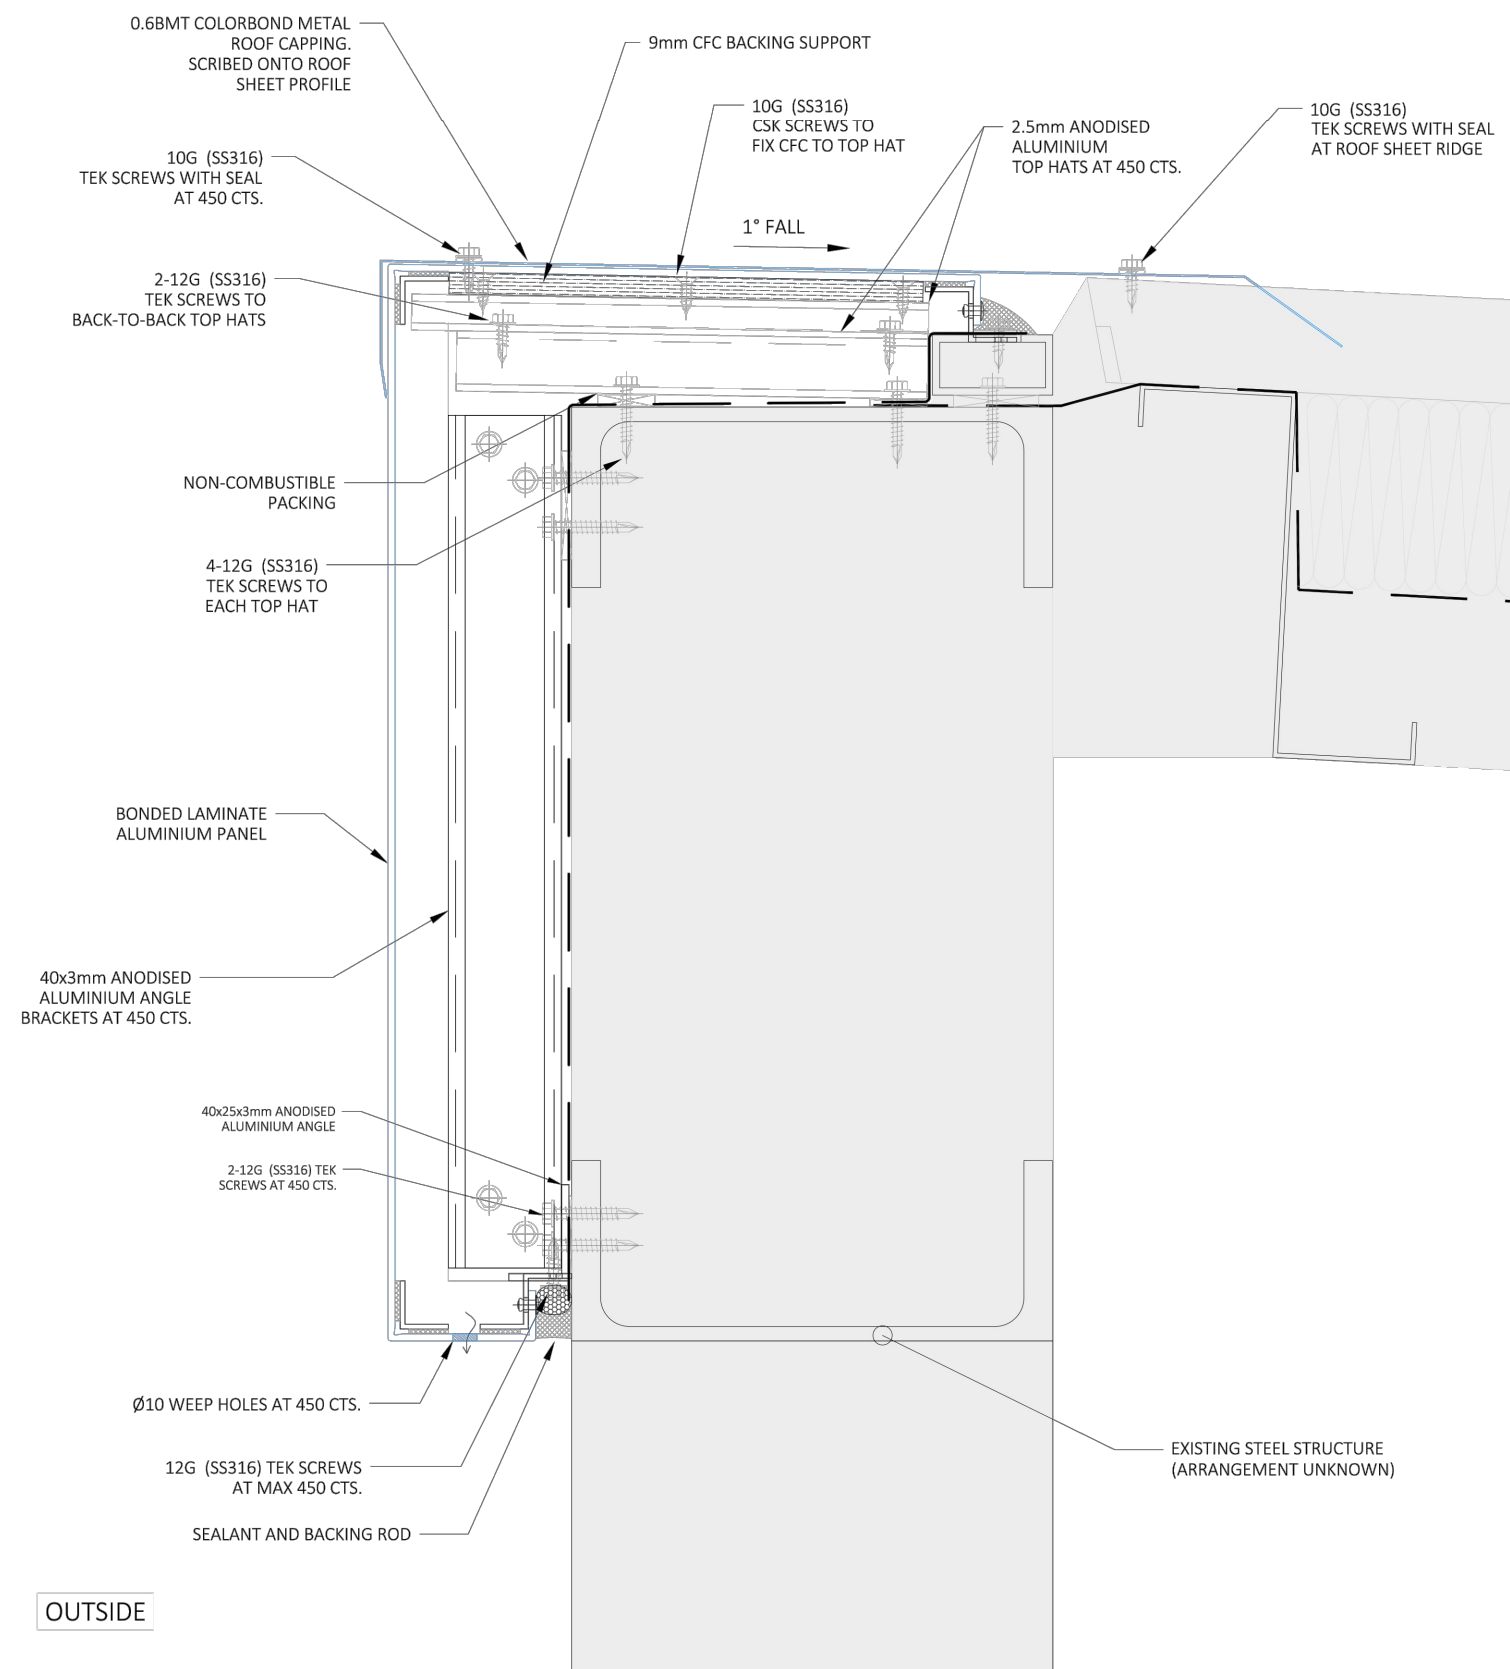 0.6BMT COLORBOND METAL
ROOF CAPPING.
SCRIBED ONTO ROOF
SHEET PROFILE
9mm CFC BACKING SUPPORT
10G (SS316)
CSK SCREWS TO
FIX CFC TO TOP HAT
2.5mm ANODISED
ALUMINIUM
TOP HATS AT 450 CTS.
10G (SS316)
TEK SCREWS WITH SEAL
AT ROOF SHEET RIDGE
10G (SS316)
TEK SCREWS WITH SEAL
AT 450 CTS.
1° FALL
2-12G (SS316)
TEK SCREWS TO
BACK-TO-BACK TOP HATS
NON-COMBUSTIBLE
PACKING
4-12G (SS316)
TEK SCREWS TO
EACH TOP HAT
BONDED LAMINATE
ALUMINIUM PANEL
40x3mm ANODISED
ALUMINIUM ANGLE
BRACKETS AT 450 CTS.
40x25x3mm ANODISED
ALUMINIUM ANGLE
2-12G (SS316) TEK
SCREWS AT 450 CTS.
Ø10 WEEP HOLES AT 450 CTS.
12G (SS316) TEK SCREWS
AT MAX 450 CTS.
SEALANT AND BACKING ROD
EXISTING STEEL STRUCTURE
(ARRANGEMENT UNKNOWN)
OUTSIDE